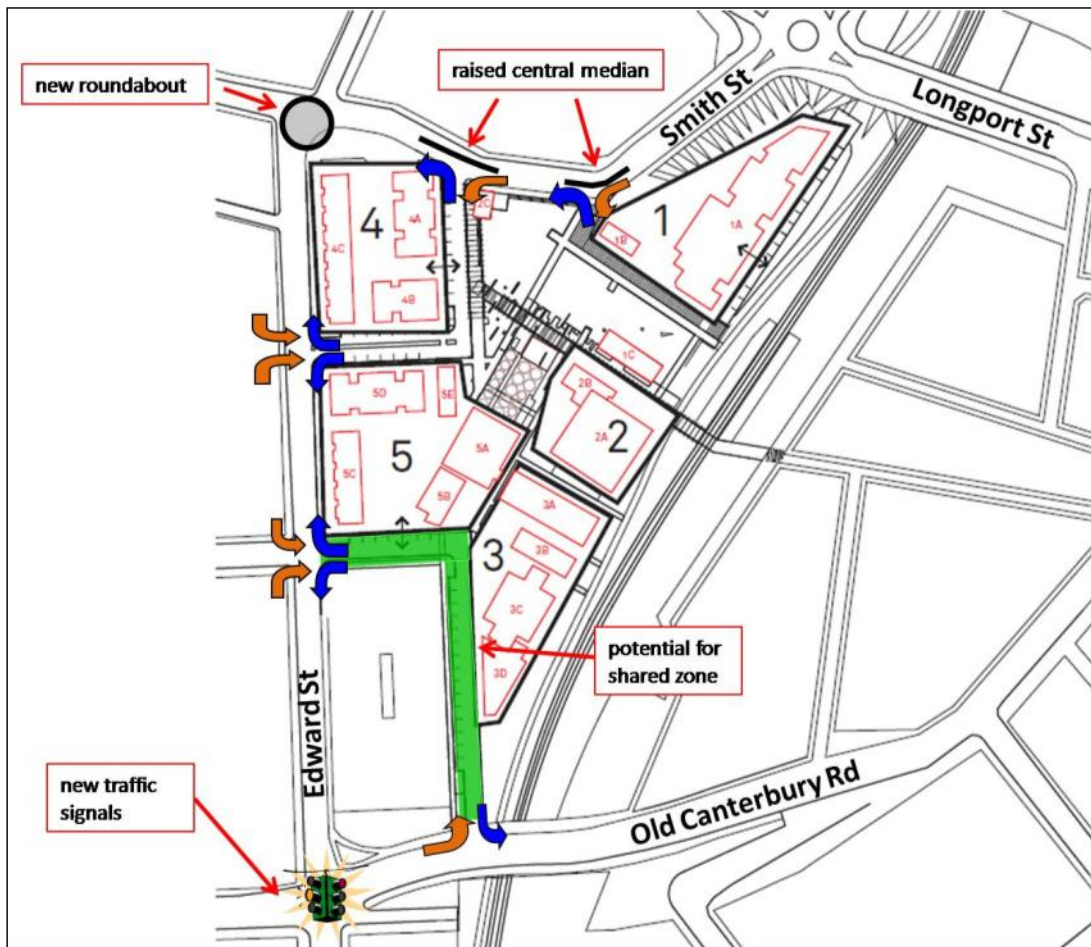 new roundabout
raised central median
Smith St
Longport St
4
4C
4A
4B
2C
1
1A
1B
1C
2B
2A
2
5D
5E
5A
5
5C
5B
3A
3B
3
3C
3D
potential for
shared zone
Edward St
new traffic
signals
Old Canterbury Rd